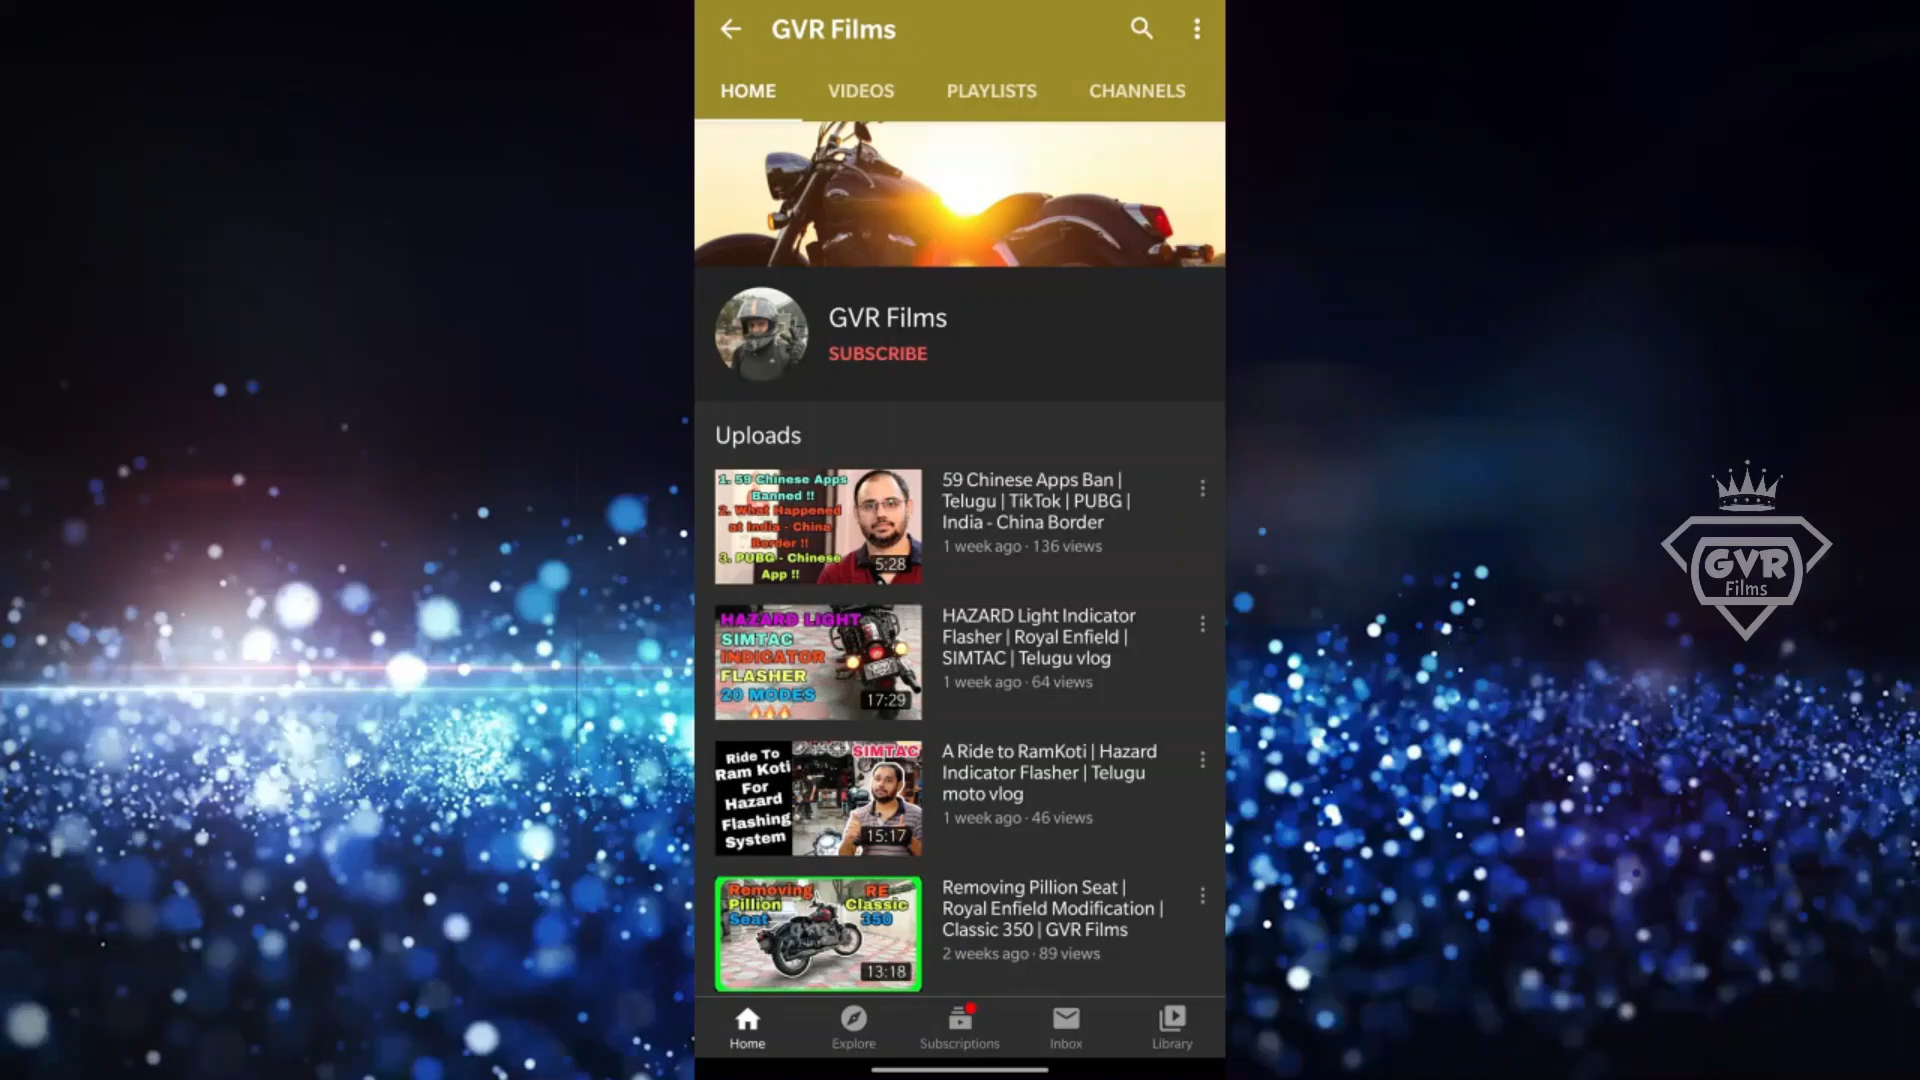 GVR Films
HOME VIDEOS PLAYLISTS CHANNELS
GVR Films
SUBSCRIBE
Uploads
1. 59 Chinese Apps
Banned !!
2. What Happened
at India - China
Border !!
3. PUBG - Chinese
App !!
5:28
59 Chinese Apps Ban |
Telugu | TikTok | PUBG |
India - China Border
1 week ago · 136 views
HAZARD LIGHT
SIMTAC
INDICATOR
FLASHER
20 MODES
17:29
HAZARD Light Indicator
Flasher | Royal Enfield |
SIMTAC | Telugu vlog
1 week ago · 64 views
Ride To
Ram Koti
For
Hazard
Flashing
System
SIMTAC
15:17
A Ride to RamKoti | Hazard
Indicator Flasher | Telugu
moto vlog
1 week ago · 46 views
Removing
Pillion
Seat
RE
Classic
350
GVR
13:18
Removing Pillion Seat |
Royal Enfield Modification |
Classic 350 | GVR Films
2 weeks ago · 89 views
Home Explore Subscriptions Inbox Library
GVR
Films